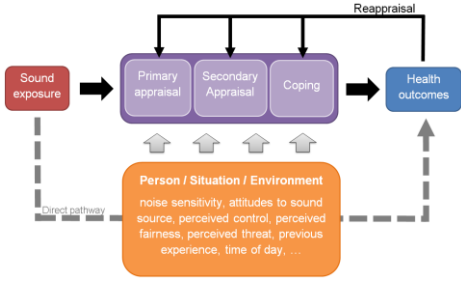 Reappraisal
Sound
exposure
Primary
appraisal
Secondary
Appraisal
Coping
Health
outcomes
Direct pathway
Person / Situation / Environment
noise sensitivity, attitudes to sound
source, perceived control, perceived
fairness, perceived threat, previous
experience, time of day, ...